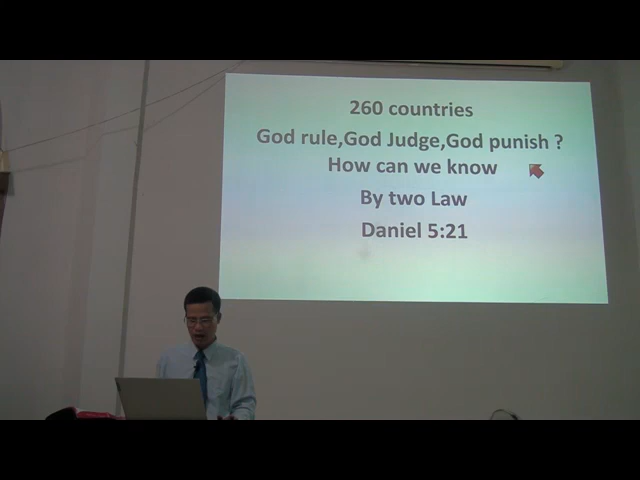 260 countries
God rule,God Judge,God punish ?
How can we know
By two Law
Daniel 5:21